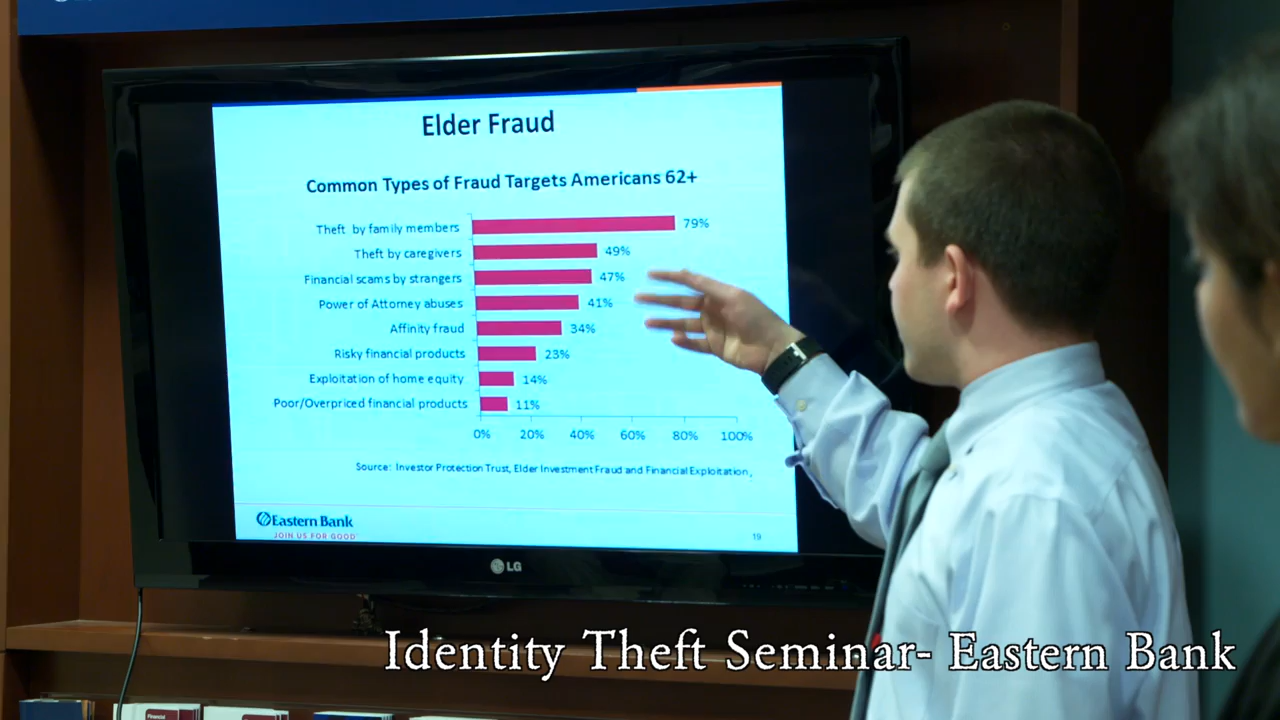 Elder Fraud
Common Types of Fraud Targets Americans 62+
Theft by family members 79%
Theft by caregivers 49%
Financial scams by strangers 47%
Power of Attorney abuses 41%
Affinity fraud 34%
Risky financial products 23%
Exploitation of home equity 14%
Poor/Overpriced financial products 11%
0% 20% 40% 60% 80% 100%
Source: Investor Protection Trust, Elder Investment Fraud and Financial Exploitation,
Eastern Bank
JOIN US FOR GOOD
19
LG
Identity Theft Seminar- Eastern Bank
Financial